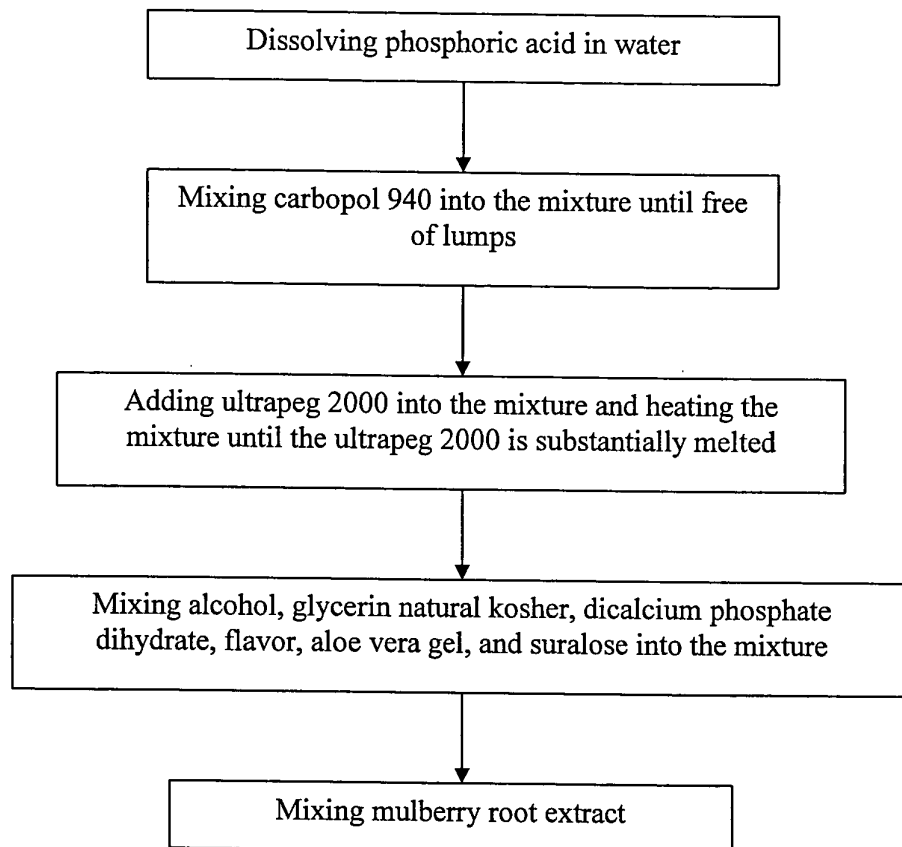 Dissolving phosphoric acid in water
Mixing carbopol 940 into the mixture until free
of lumps
Adding ultrapeg 2000 into the mixture and heating the
mixture until the ultrapeg 2000 is substantially melted
Mixing alcohol, glycerin natural kosher, dicalcium phosphate
dihydrate, flavor, aloe vera gel, and suralose into the mixture
Mixing mulberry root extract